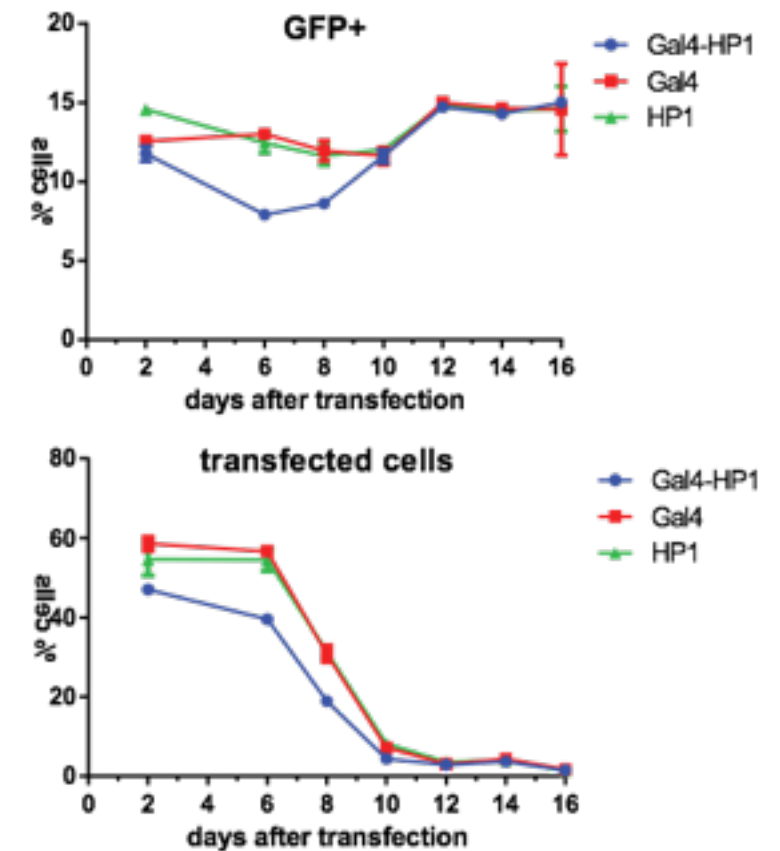 GFP+
20
15
10
5
0
% cells
0 2 4 6 8 10 12 14 16
days after transfection
Gal4-HP1
Gal4
HP1
transfected cells
80
60
40
20
0
% cells
0 2 4 6 8 10 12 14 16
days after transfection
Gal4-HP1
Gal4
HP1